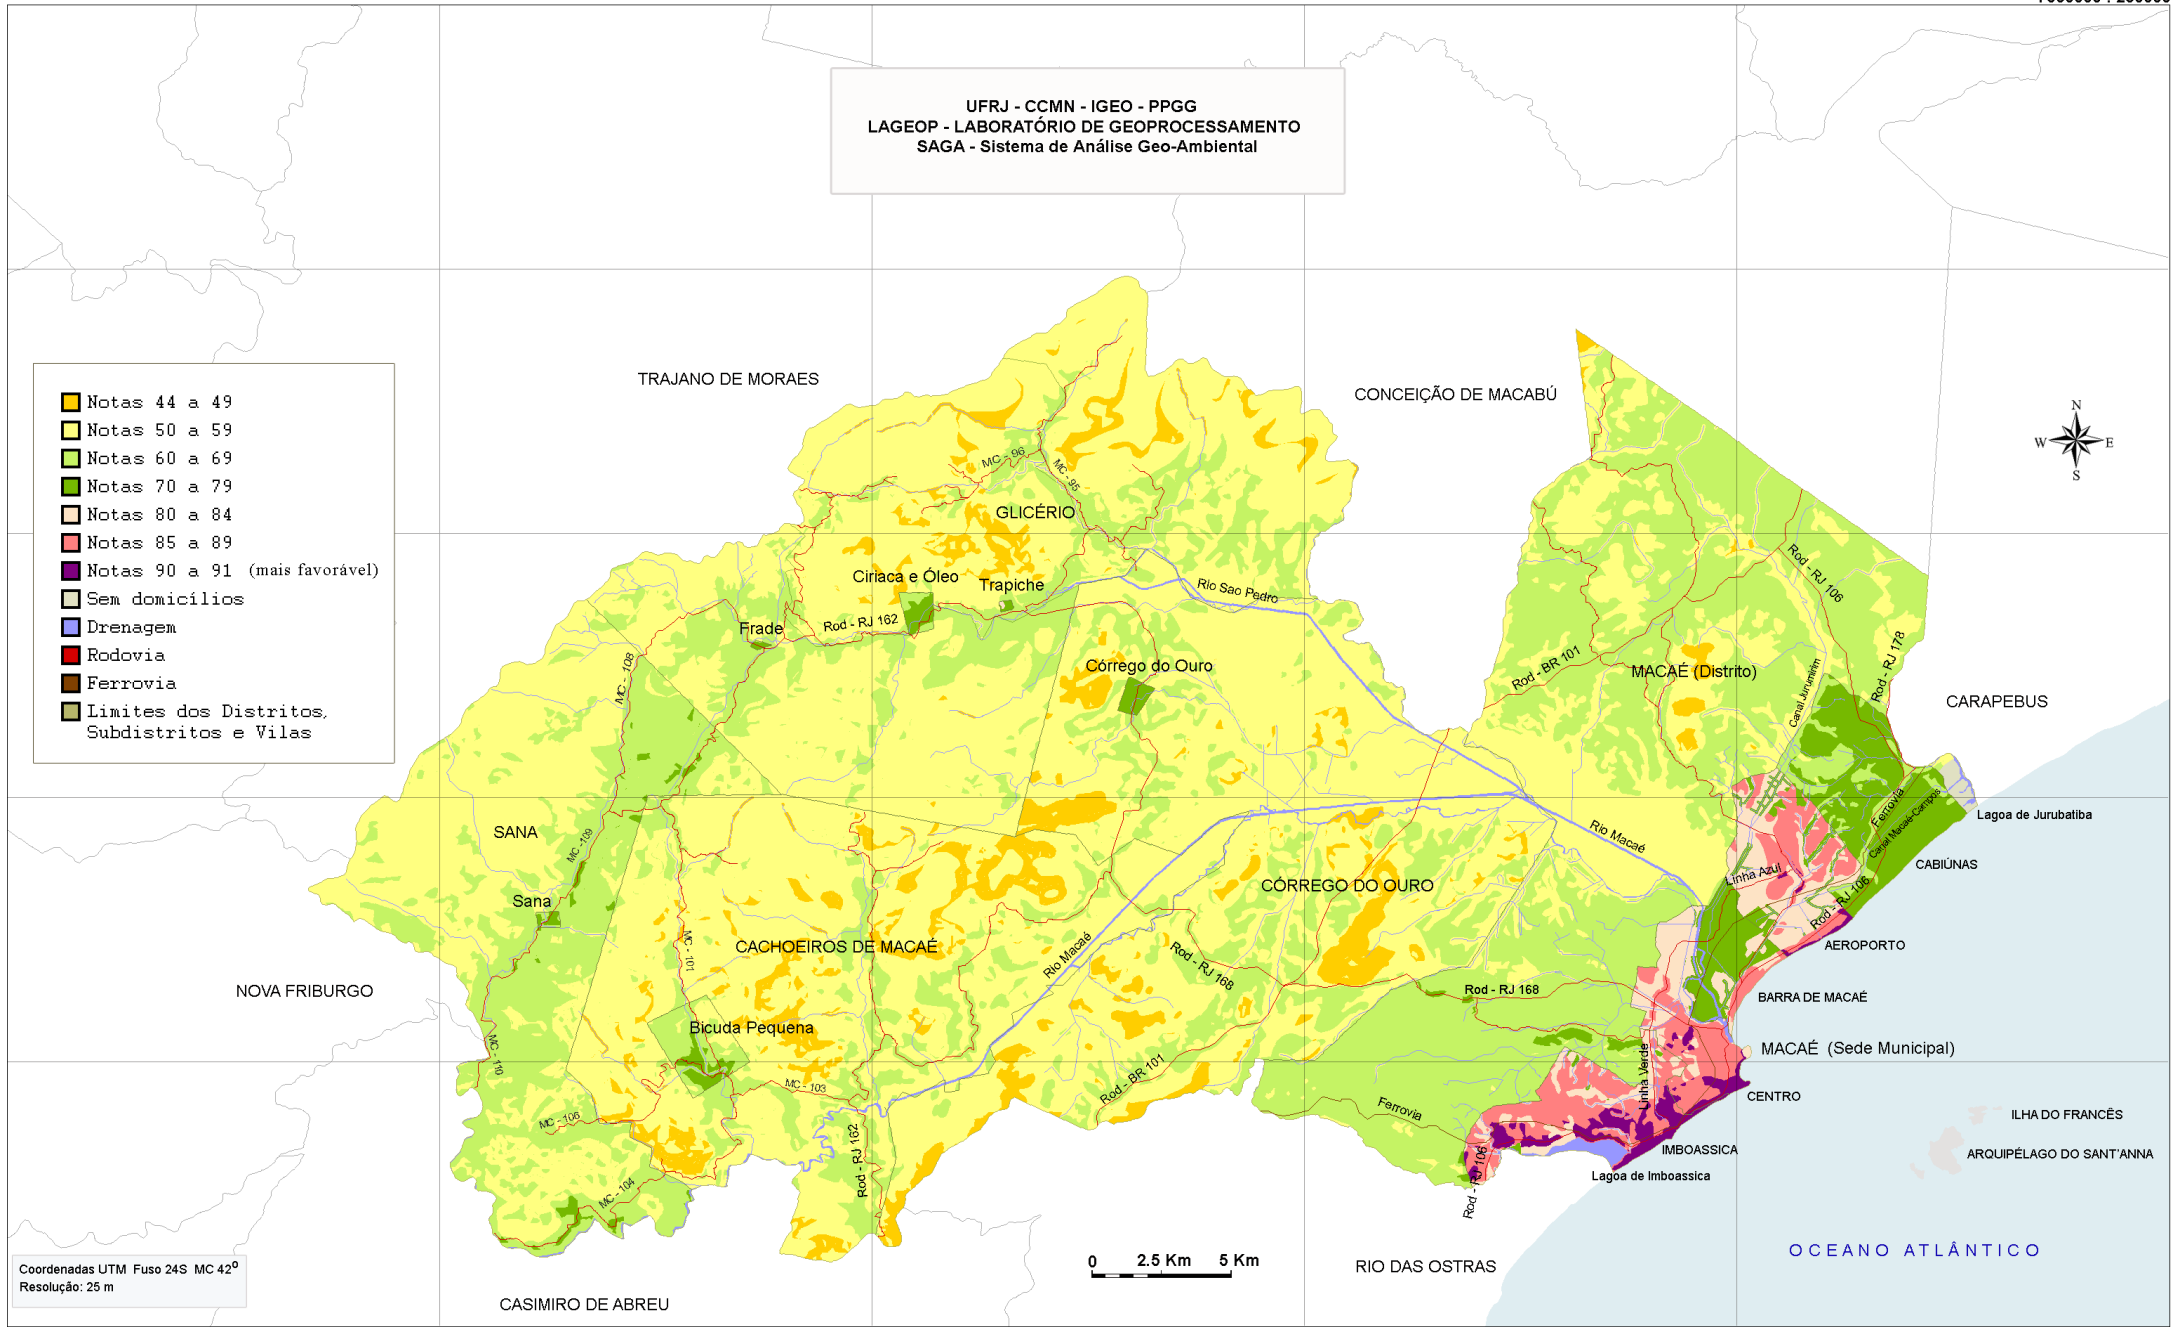 UFRJ - CCMN - IGEO - PPGG
LAGEOP - LABORATÓRIO DE GEOPROCESSAMENTO
SAGA - Sistema de Análise Geo-Ambiental
Notas 44 a 49
Notas 50 a 59
Notas 60 a 69
Notas 70 a 79
Notas 80 a 84
Notas 85 a 89
Notas 90 a 91 (mais favorável)
Sem domicílios
Drenagem
Rodovia
Ferrovia
Limites dos Distritos,
Subdistritos e Vilas
TRAJANO DE MORAES
CONCEIÇÃO DE MACABÚ
N
W
E
S
MC - 96
MC - 95
GLICÉRIO
Ciriaca e Óleo
Trapiche
Rio Sao Pedro
Rod - RJ 106
Frade
Rod - RJ 162
MC - 108
Córrego do Ouro
Rod - BR 101
MACAÉ (Distrito)
Canal Jurumirim
Rod - RJ 178
CARAPEBUS
SANA
MC - 109
Rio Macaé
Ferrovia
Canal Macaé-Campos
Lagoa de Jurubatiba
CABIÚNAS
Linha Azul
Rod - RJ 106
CÓRREGO DO OURO
Sana
CACHOEIROS DE MACAÉ
MC - 101
Rio Macaé
Rod - RJ 168
AEROPORTO
NOVA FRIBURGO
Rod - RJ 168
BARRA DE MACAÉ
Bicuda Pequena
MC - 110
MC - 103
Rod - BR 101
Linha Verde
MACAÉ (Sede Municipal)
CENTRO
Ferrovia
MC - 106
ILHA DO FRANCÊS
Rod - RJ 162
IMBOASSICA
ARQUIPÉLAGO DO SANT'ANNA
Lagoa de Imboassica
Rod - RJ 106
MC - 104
OCEANO ATLÂNTICO
0 2.5 Km 5 Km
RIO DAS OSTRAS
Coordenadas UTM Fuso 24S MC 42º
Resolução: 25 m
CASIMIRO DE ABREU